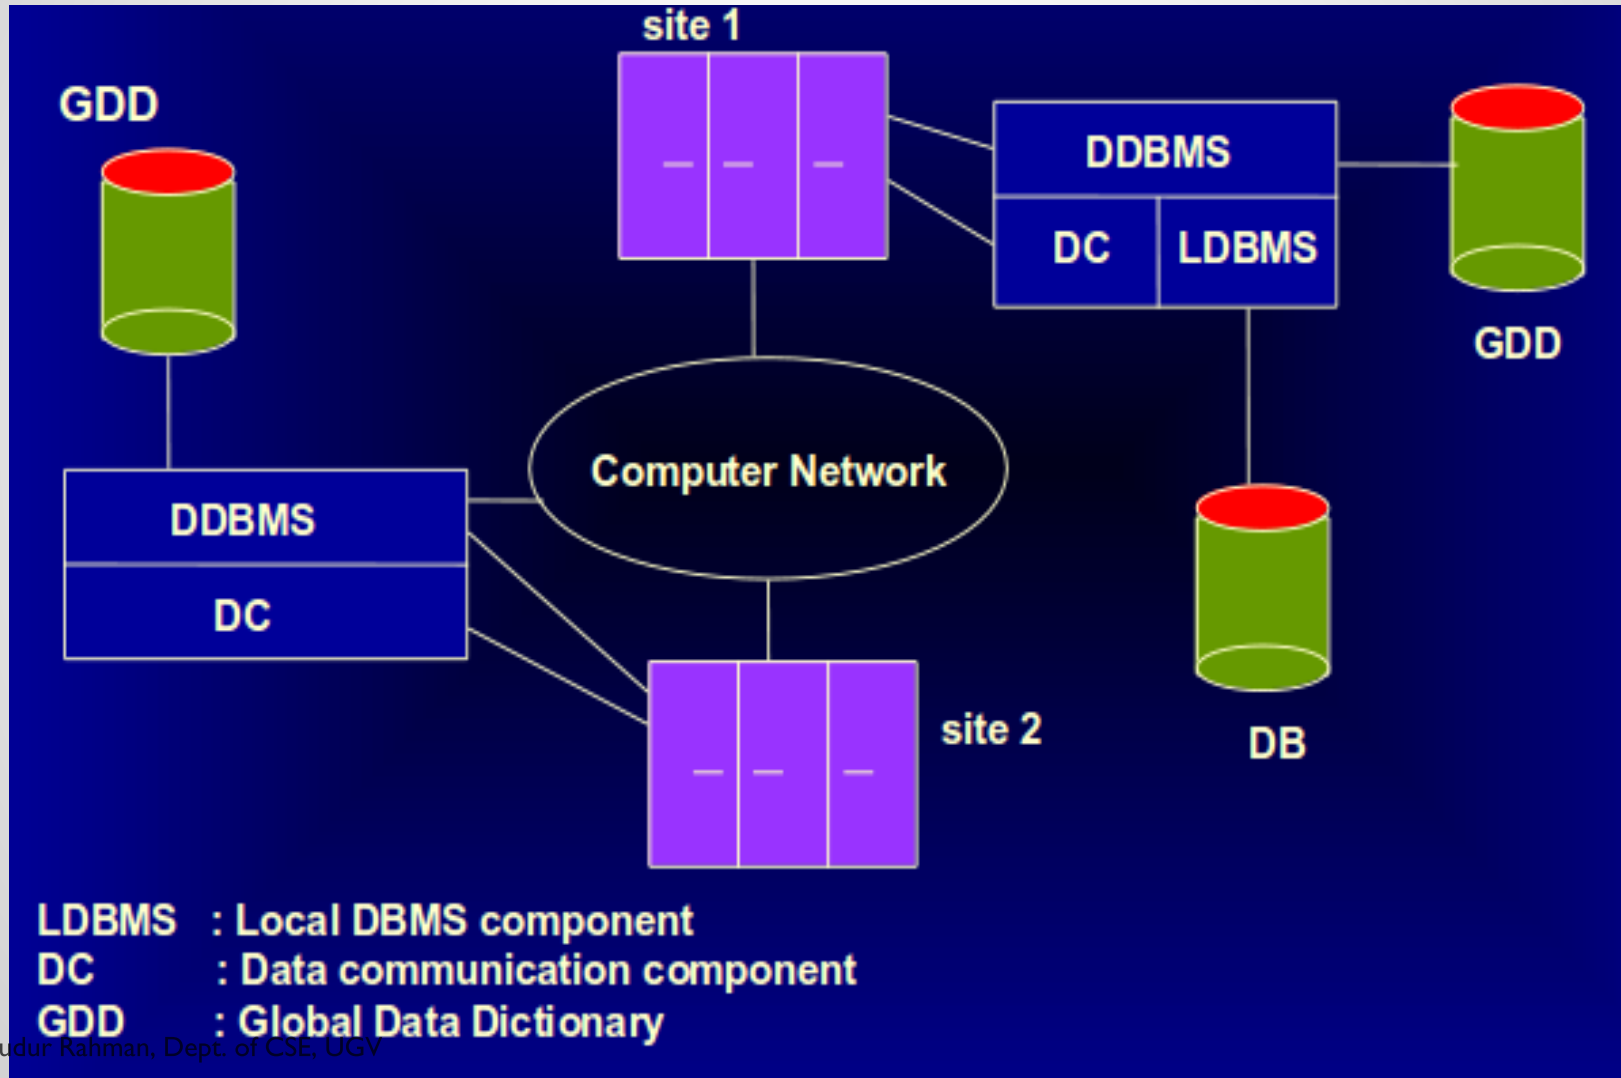 site 1
GDD
DDBMS
DC LDBMS
GDD
Computer Network
DDBMS
DC
site 2
DB
LDBMS : Local DBMS component
DC : Data communication component
GDD : Global Data Dictionary
Rahman, Dept. of CSE, UGV